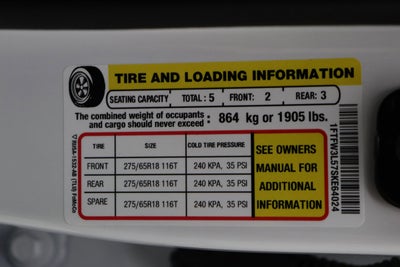 TIRE AND LOADING INFORMATION
SEATING CAPACITY TOTAL : 5 FRONT: 2 REAR: 3
The combined weight of occupants
and cargo should never exceed : 864 kg or 1905 lbs.
TIRE SIZE COLD TIRE PRESSURE
FRONT 275/65R18 116T 240 KPA, 35 PSI
REAR 275/65R18 116T 240 KPA, 35 PSI
SPARE 275/65R18 116T 240 KPA, 35 PSI
SEE OWNERS
MANUAL FOR
ADDITIONAL
INFORMATION
1FTFW3L57SKE64024